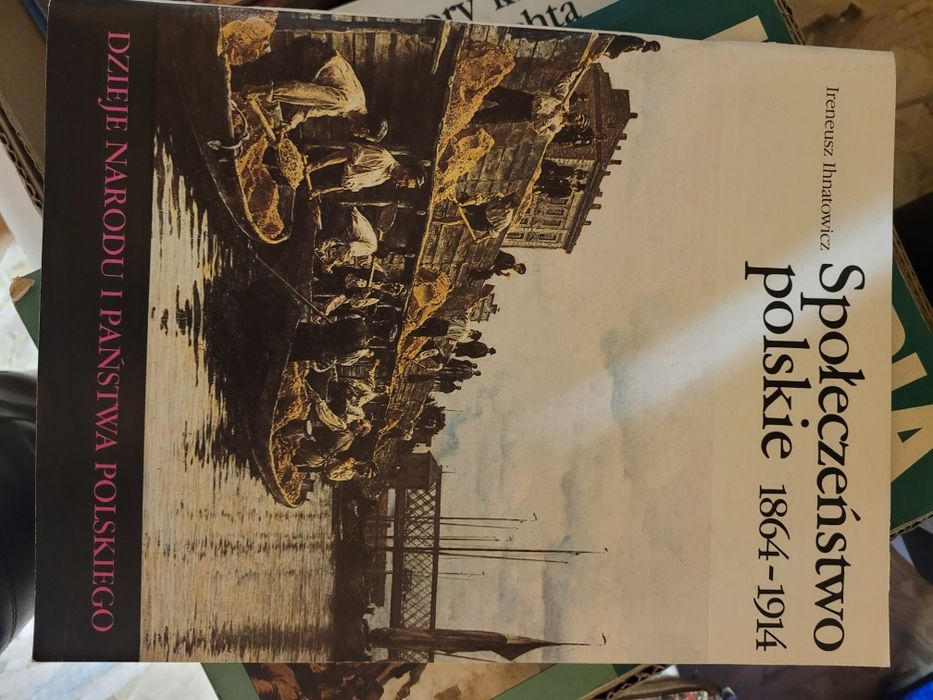 Ireneusz Ihnatowicz
Społeczeństwo
polskie 1864-1914
DZIEJE NARODU I PAŃSTWA POLSKIEGO